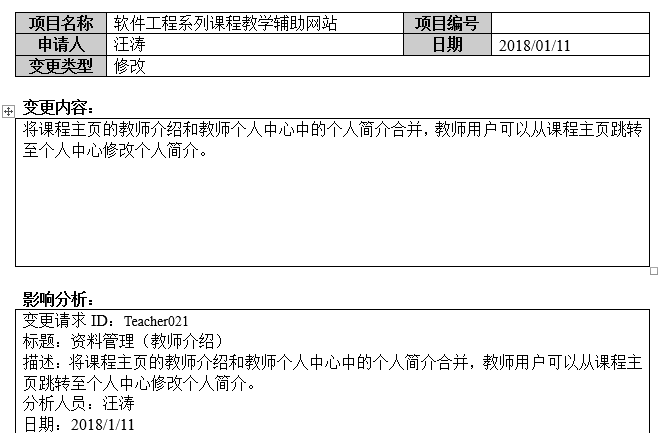 项目名称 软件工程系列课程教学辅助网站 项目编号
申请人 汪涛 日期 2018/01/11
变更类型 修改
变更内容：
将课程主页的教师介绍和教师个人中心中的个人简介合并，教师用户可以从课程主页跳转
至个人中心修改个人简介。
影响分析：
变更请求 ID：Teacher021
标题：资料管理（教师介绍）
描述：将课程主页的教师介绍和教师个人中心中的个人简介合并，教师用户可以从课程主
页跳转至个人中心修改个人简介。
分析人员：汪涛
日期：2018/1/11